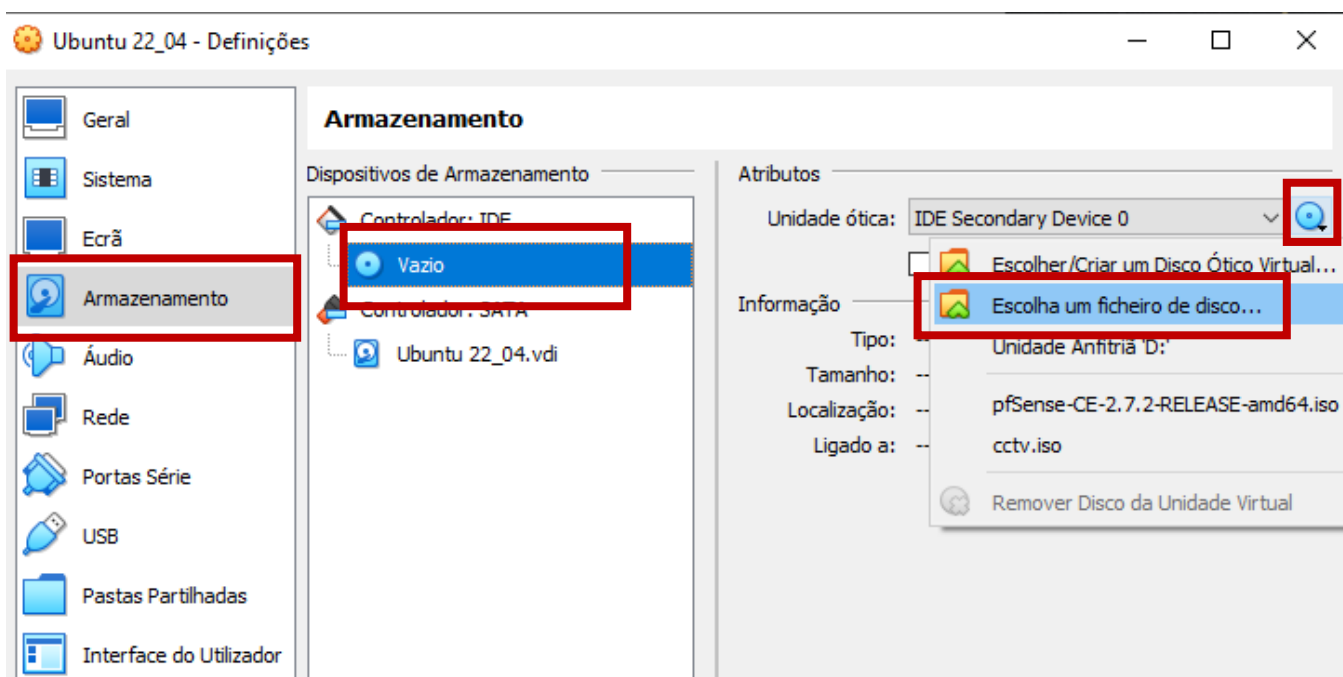 Ubuntu 22_04 - Definições
Geral
Sistema
Ecrã
Armazenamento
Áudio
Rede
Portas Série
USB
Pastas Partilhadas
Interface do Utilizador
Armazenamento
Dispositivos de Armazenamento
Controlador: IDE
Vazio
Controlador: SATA
Ubuntu 22_04.vdi
Atributos
Unidade ótica: IDE Secondary Device 0
Informação
Tipo: --
Tamanho: --
Localização: --
Ligado a: --
Escolher/Criar um Disco Ótico Virtual...
Escolha um ficheiro de disco...
Unidade Anfitriã 'D:'
pfSense-CE-2.7.2-RELEASE-amd64.iso
cctv.iso
Remover Disco da Unidade Virtual